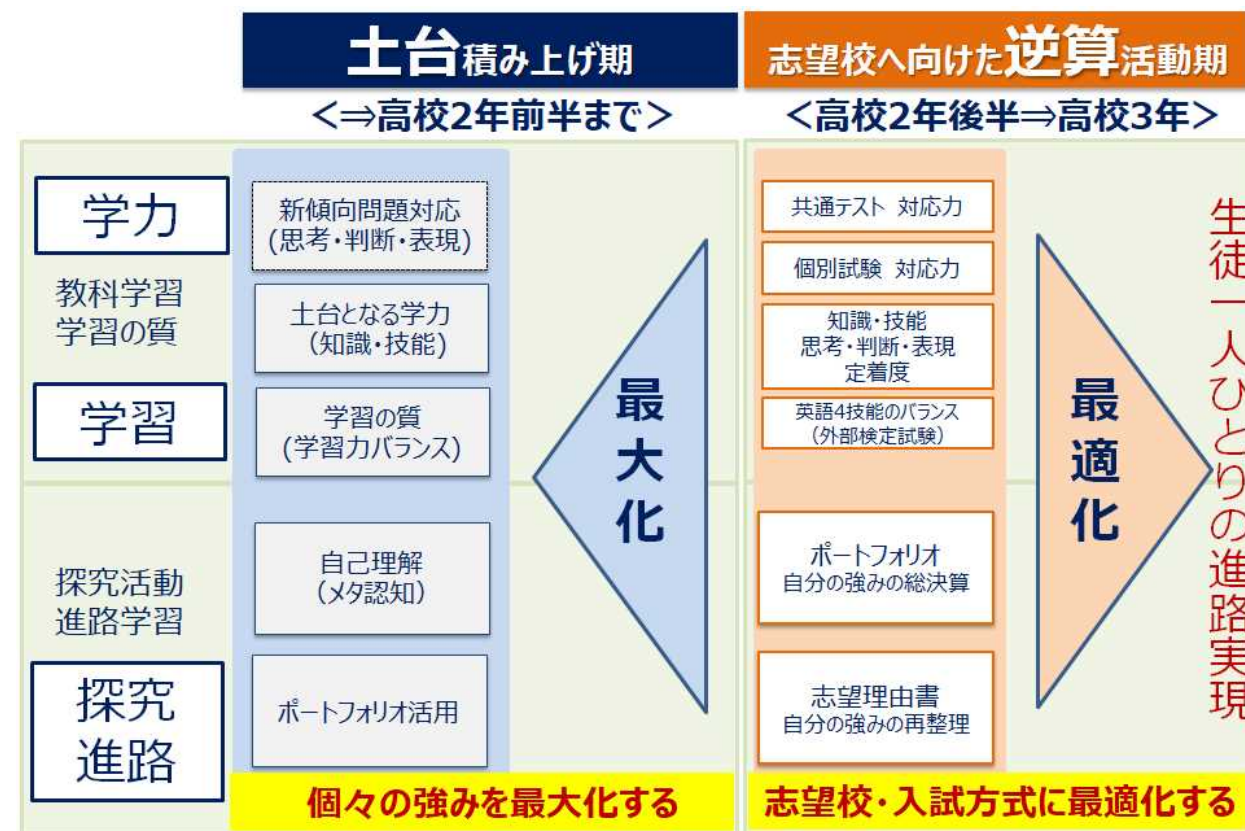 土台積み上げ期
志望校へ向けた逆算活動期
<⇒高校2年前半まで>
<高校2年後半⇒高校3年>
学力
教科学習
学習の質
学習
探究活動
進路学習
探究
進路
新傾向問題対応
(思考・判断・表現)
土台となる学力
(知識・技能)
学習の質
(学習力バランス)
自己理解
(メタ認知)
ポートフォリオ活用
最大化
共通テスト 対応力
個別試験 対応力
知識・技能
思考・判断・表現
定着度
英語4技能のバランス
(外部検定試験)
ポートフォリオ
自分の強みの総決算
志望理由書
自分の強みの再整理
最適化
生徒一人ひとりの進路実現
個々の強みを最大化する
志望校・入試方式に最適化する